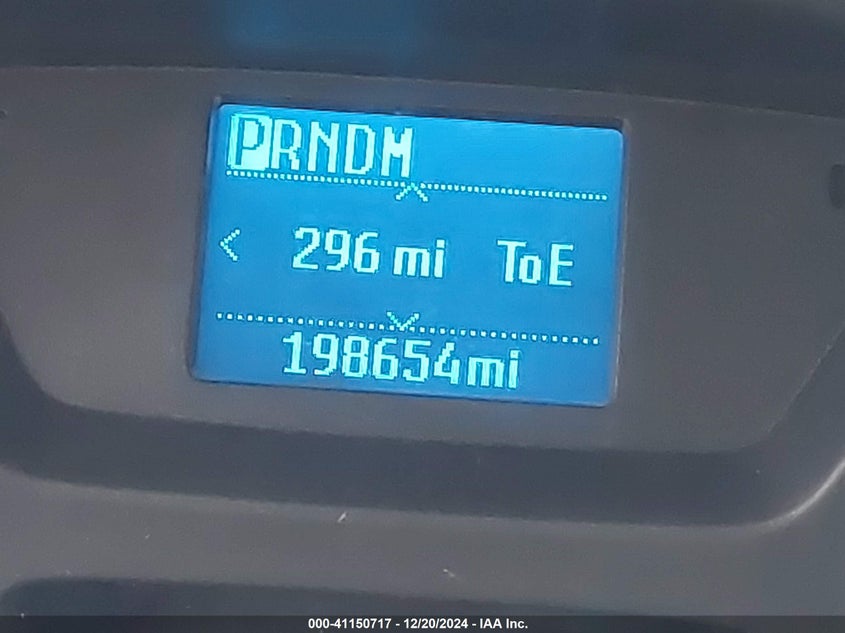 PRNDM
< 296 mi ToE
198654mi
000-41150717 - 12/20/2024 - IAA Inc.